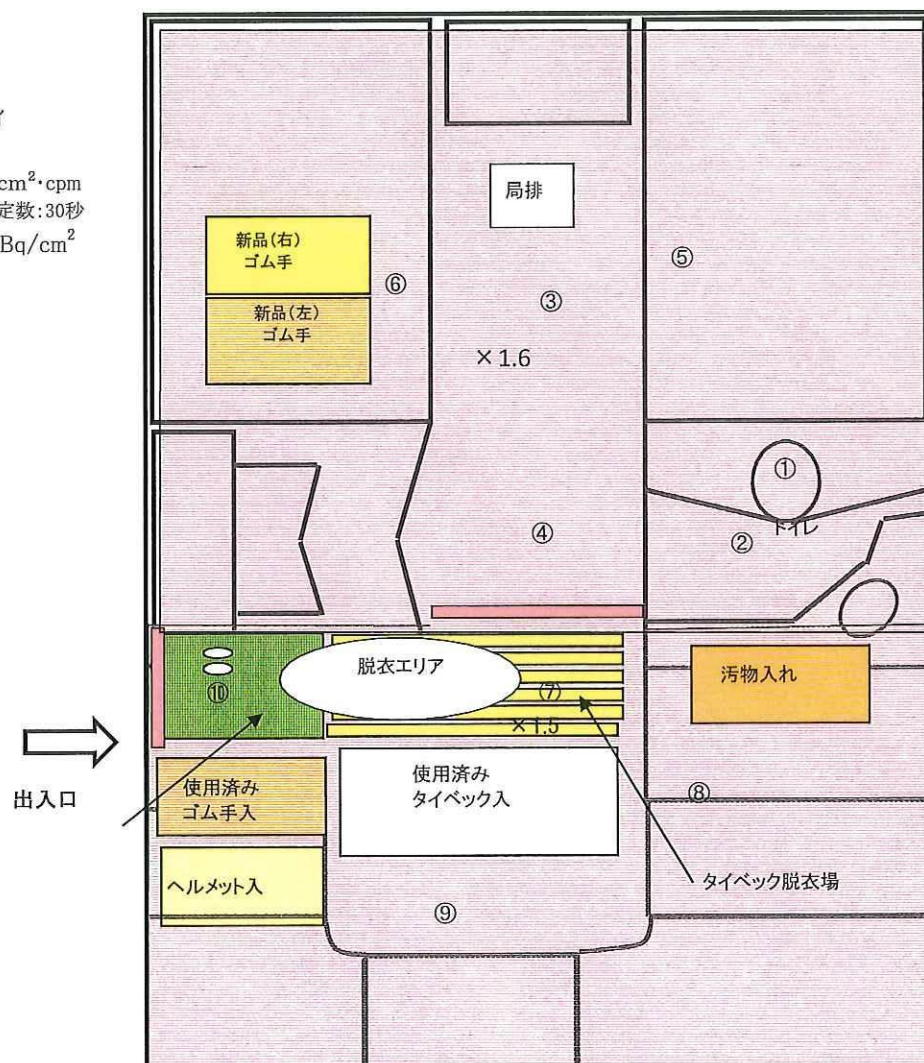 cm²･cpm
定数:30秒
Bq/cm²
局排
新品(右)
ゴム手
新品(左)
ゴム手
⑥
⑤
③
×1.6
①
トイレ
②
④
脱衣エリア
⑦
×1.5
⑩
汚物入れ
出入口
使用済み
ゴム手入
使用済み
タイベック入
⑧
ヘルメット入
タイベック脱衣場
⑨